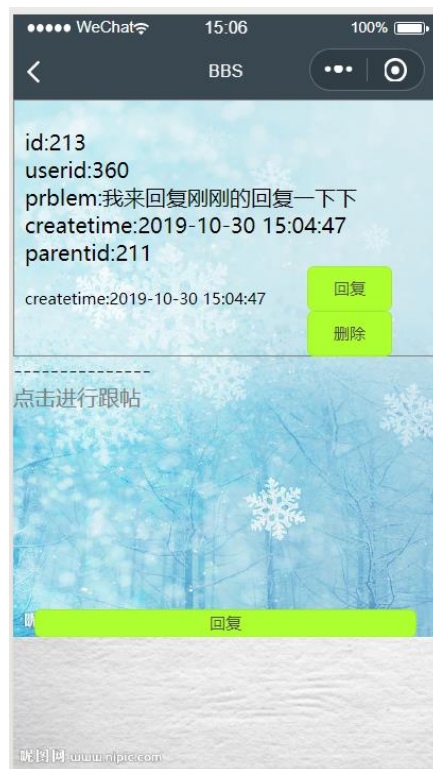 WeChat 15:06 100%
BBS
id:213
userid:360
prblem:我来回复刚刚的回复一下下
createtime:2019-10-30 15:04:47
parentid:211
createtime:2019-10-30 15:04:47
回复
删除
---------------
点击进行跟帖
回复
昵图网 www.nipic.com